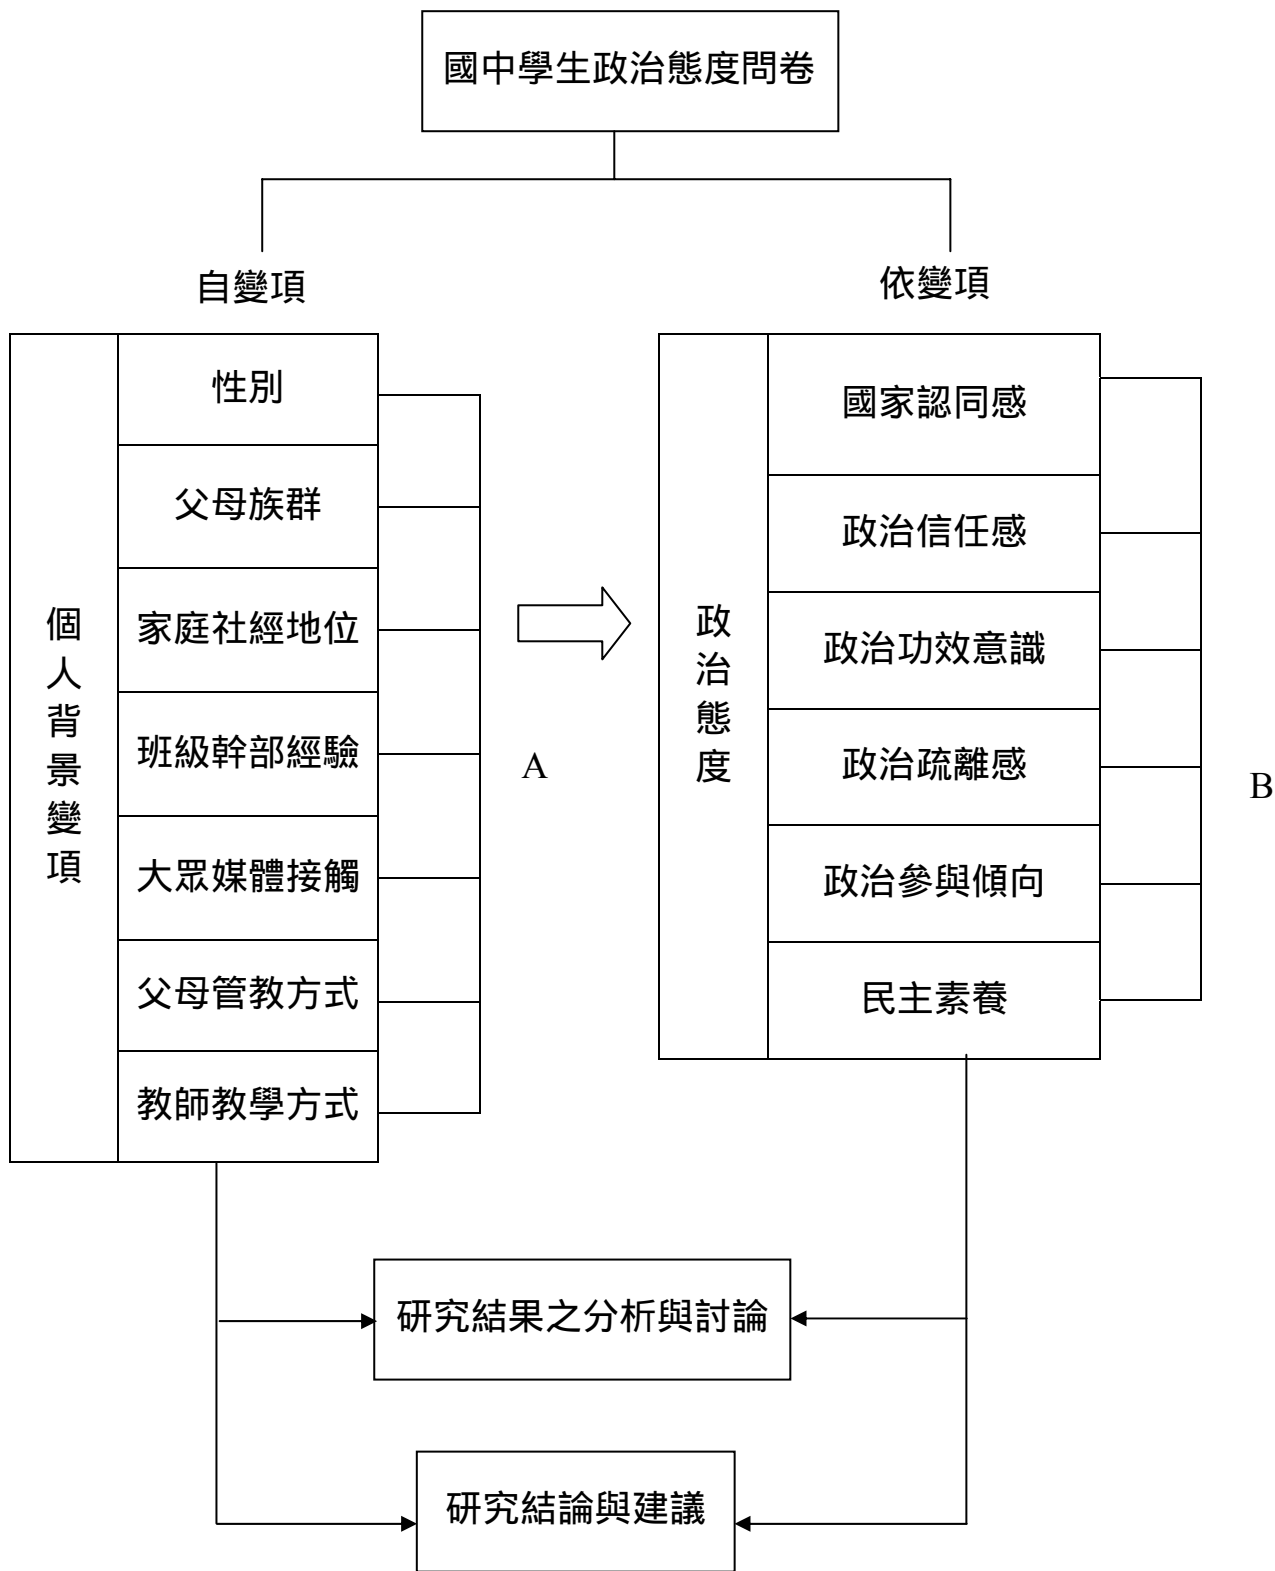 國中學生政治態度問卷
自變項
依變項
個人背景變項
性別
父母族群
家庭社經地位
班級幹部經驗
大眾媒體接觸
父母管教方式
教師教學方式
A
政治態度
國家認同感
政治信任感
政治功效意識
政治疏離感
政治參與傾向
民主素養
B
研究結果之分析與討論
研究結論與建議